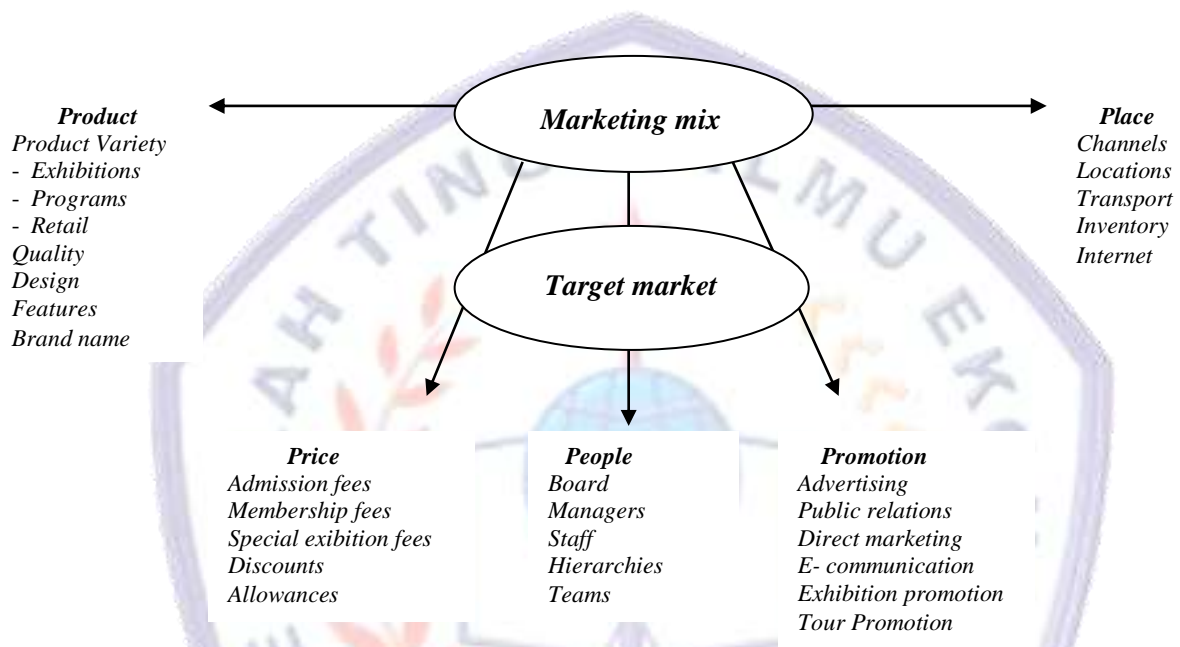 Marketing mix
Target market
Product
Product Variety
- Exhibitions
- Programs
- Retail
Quality
Design
Features
Brand name
Place
Channels
Locations
Transport
Inventory
Internet
Price
Admission fees
Membership fees
Special exibition fees
Discounts
Allowances
People
Board
Managers
Staff
Hierarchies
Teams
Promotion
Advertising
Public relations
Direct marketing
E- communication
Exhibition promotion
Tour Promotion